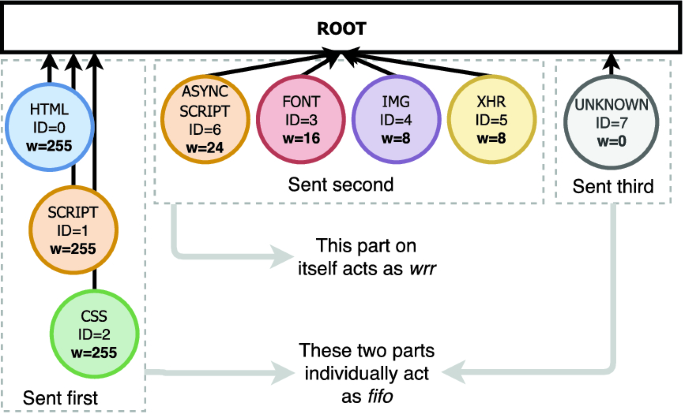 ROOT
HTML
ID=0
w=255
SCRIPT
ID=1
w=255
CSS
ID=2
w=255
Sent first
ASYNC
SCRIPT
ID=6
w=24
FONT
ID=3
w=16
IMG
ID=4
w=8
XHR
ID=5
w=8
Sent second
UNKNOWN
ID=7
w=0
Sent third
This part on
itself acts as wrr
These two parts
individually act
as fifo